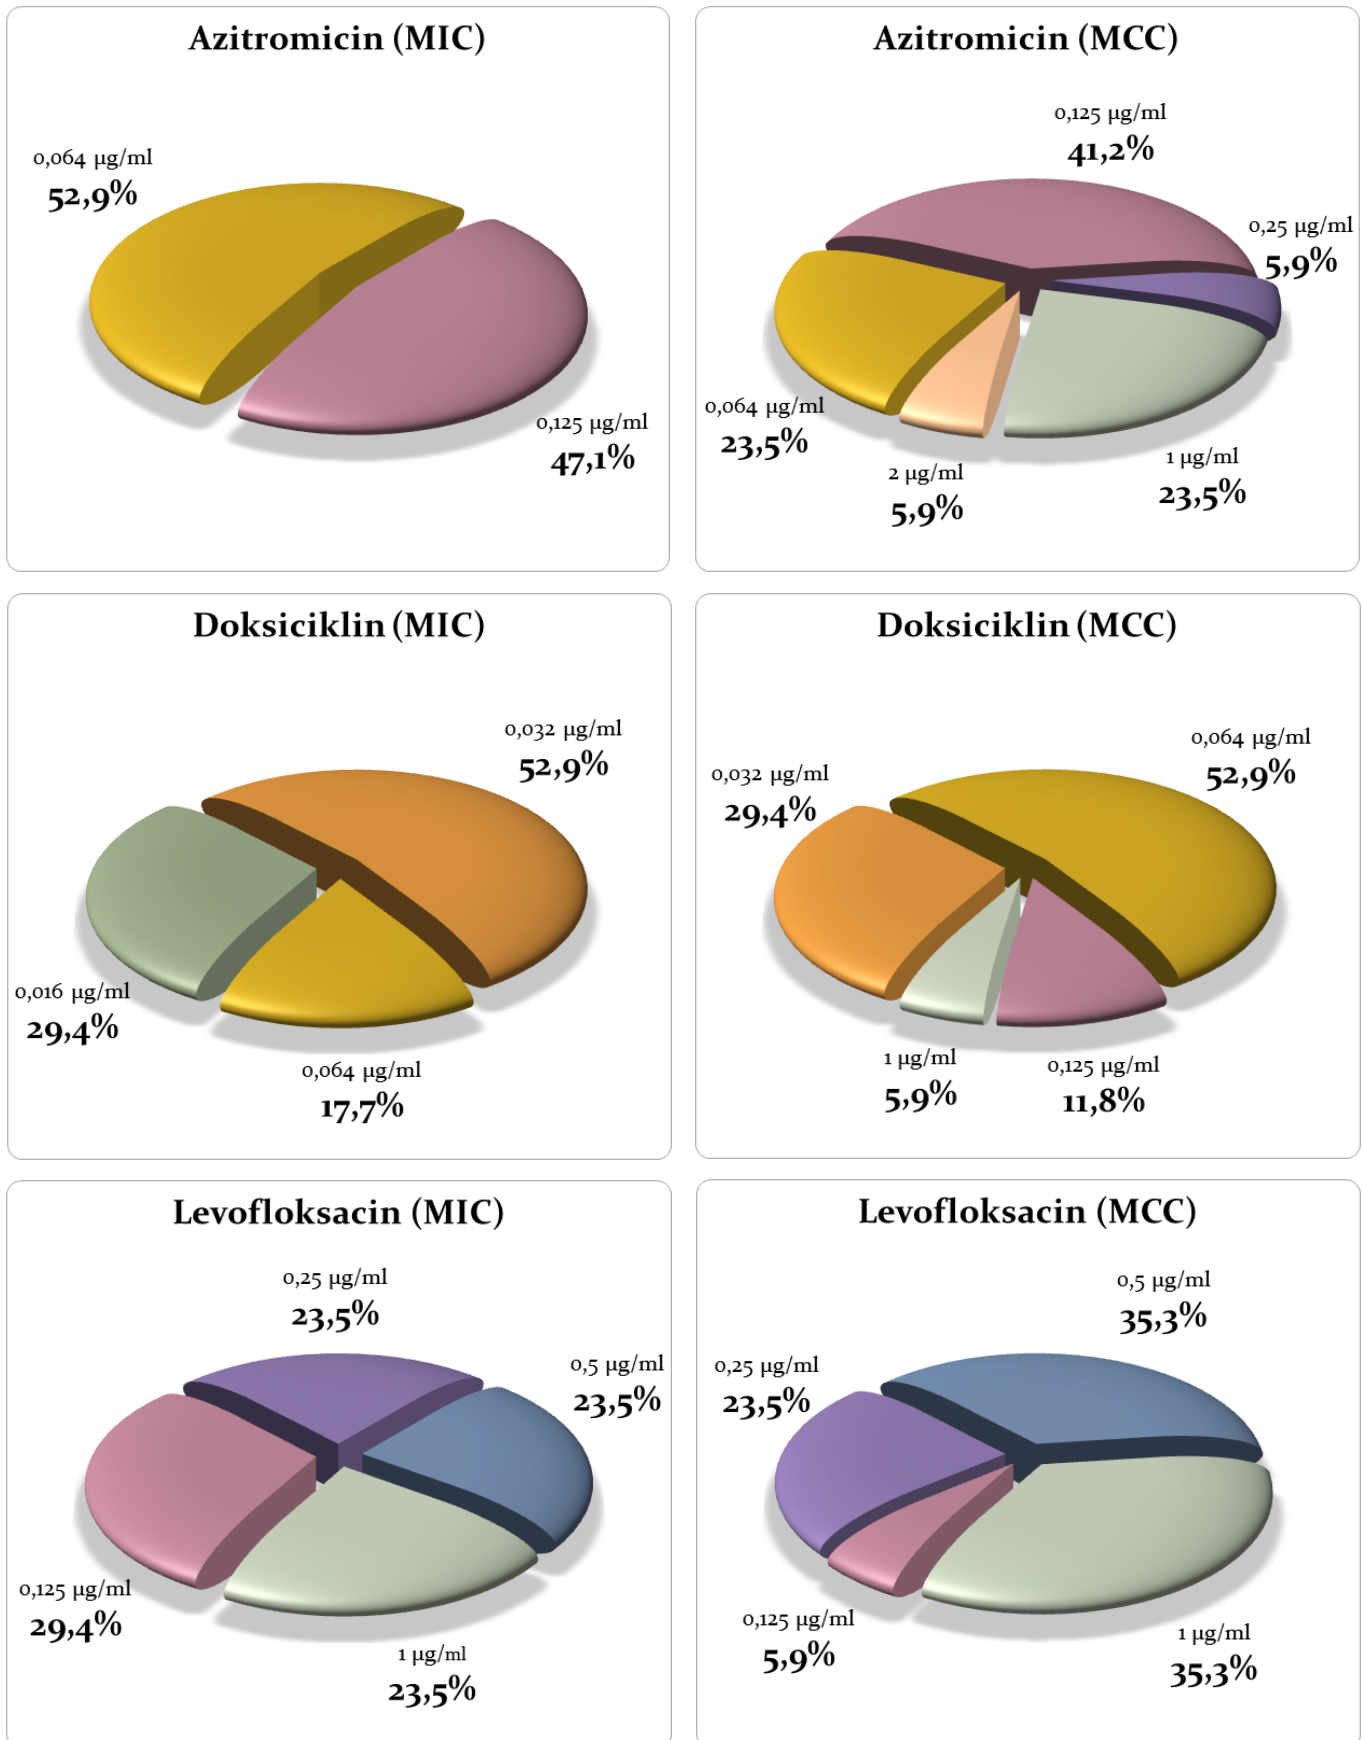 Azitromicin (MIC)
0,064 µg/ml
52,9%
0,125 µg/ml
47,1%
Azitromicin (MCC)
0,125 µg/ml
41,2%
0,25 µg/ml
5,9%
0,064 µg/ml
23,5%
2 µg/ml
5,9%
1 µg/ml
23,5%
Doksiciklin (MIC)
0,032 µg/ml
52,9%
0,016 µg/ml
29,4%
0,064 µg/ml
17,7%
Doksiciklin (MCC)
0,064 µg/ml
52,9%
0,032 µg/ml
29,4%
1 µg/ml
5,9%
0,125 µg/ml
11,8%
Levofloksacin (MIC)
0,25 µg/ml
23,5%
0,5 µg/ml
23,5%
0,125 µg/ml
29,4%
1 µg/ml
23,5%
Levofloksacin (MCC)
0,5 µg/ml
35,3%
0,25 µg/ml
23,5%
0,125 µg/ml
5,9%
1 µg/ml
35,3%